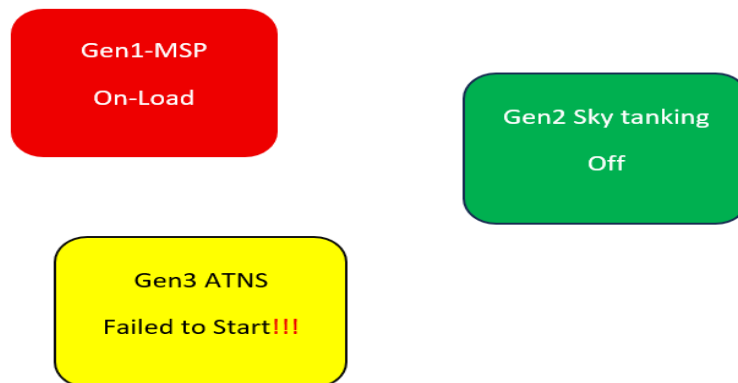 Gen1-MSP
On-Load
Gen2 Sky tanking
Off
Gen3 ATNS
Failed to Start!!!